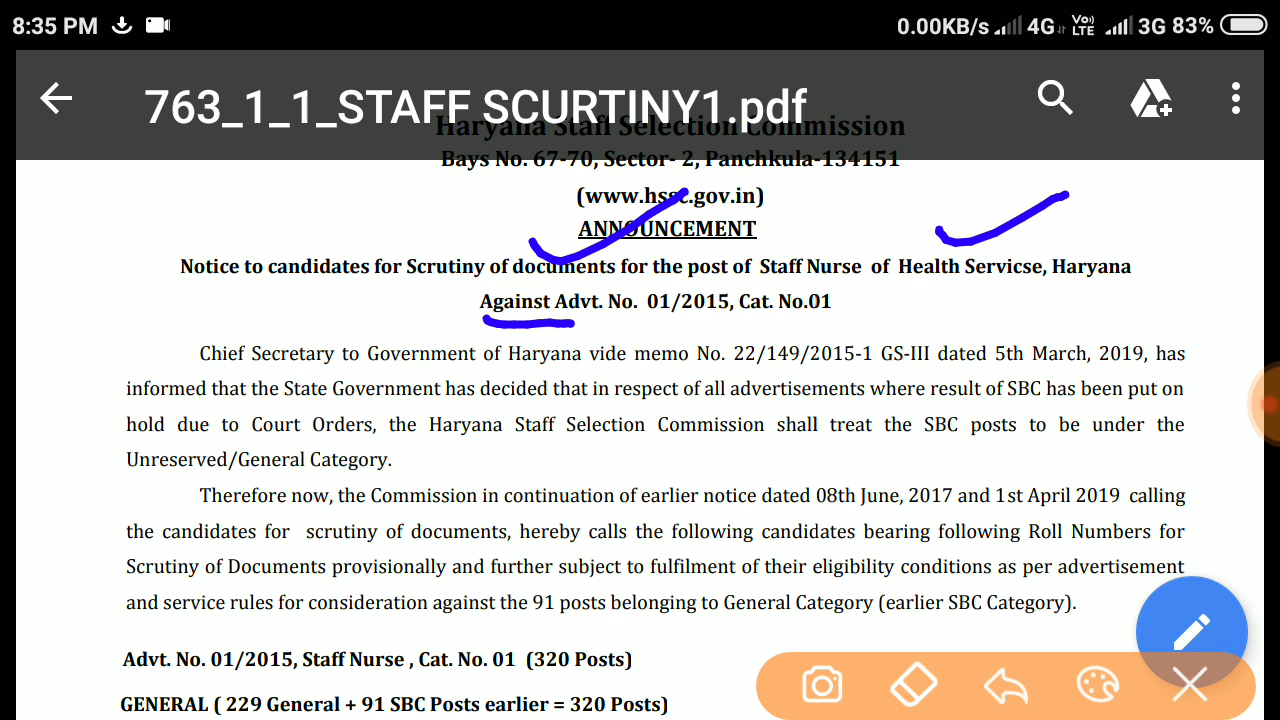 8:35 PM 0.00KB/s 4G Vo) LTE 3G 83%
763_1_1_STAFF SCURTINY1.pdf
Haryana Staff Selection Commission
Bays No. 67-70, Sector- 2, Panchkula-134151
(www.hssc.gov.in)
ANNOUNCEMENT
Notice to candidates for Scrutiny of documents for the post of Staff Nurse of Health Servicse, Haryana
Against Advt. No. 01/2015, Cat. No.01
Chief Secretary to Government of Haryana vide memo No. 22/149/2015-1 GS-III dated 5th March, 2019, has
informed that the State Government has decided that in respect of all advertisements where result of SBC has been put on
hold due to Court Orders, the Haryana Staff Selection Commission shall treat the SBC posts to be under the
Unreserved/General Category.
Therefore now, the Commission in continuation of earlier notice dated 08th June, 2017 and 1st April 2019 calling
the candidates for scrutiny of documents, hereby calls the following candidates bearing following Roll Numbers for
Scrutiny of Documents provisionally and further subject to fulfilment of their eligibility conditions as per advertisement
and service rules for consideration against the 91 posts belonging to General Category (earlier SBC Category).
Advt. No. 01/2015, Staff Nurse , Cat. No. 01 (320 Posts)
GENERAL ( 229 General + 91 SBC Posts earlier = 320 Posts)